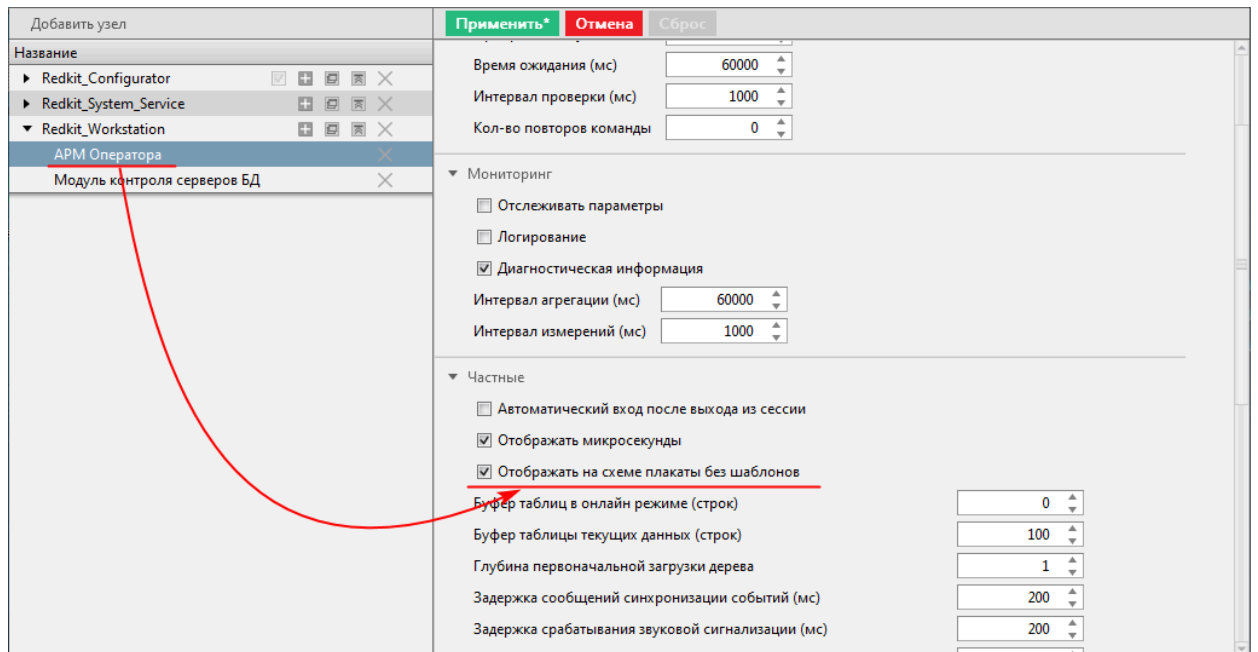 Добавить узел
Применить* Отмена Сброс
Название
Redkit_Configurator
Redkit_System_Service
Redkit_Workstation
АРМ Оператора
Модуль контроля серверов БД
Время ожидания (мс) 60000
Интервал проверки (мс) 1000
Кол-во повторов команды 0
Мониторинг
Отслеживать параметры
Логирование
Диагностическая информация
Интервал агрегации (мс) 60000
Интервал измерений (мс) 1000
Частные
Автоматический вход после выхода из сессии
Отображать микросекунды
Отображать на схеме плакаты без шаблонов
Буфер таблиц в онлайн режиме (строк) 0
Буфер таблицы текущих данных (строк) 100
Глубина первоначальной загрузки дерева 1
Задержка сообщений синхронизации событий (мс) 200
Задержка срабатывания звуковой сигнализации (мс) 200